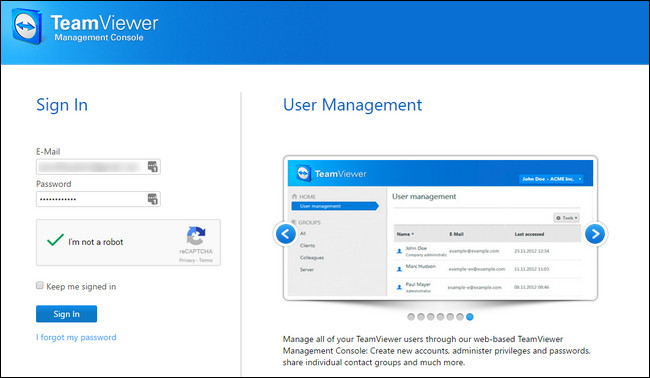 TeamViewer
Management Console
Sign In
E-Mail
Password
I'm not a robot
reCAPTCHA
Privacy - Terms
Keep me signed in
Sign In
I forgot my password
User Management
TeamViewer
John Doe - ACME Inc.
HOME
User management
GROUPS
All
Clients
Colleagues
Server
User management
Tools
Name E-Mail Last accessed
John Doe example@example.com 23.11.2012 12:34
Company administrator
Marc Hudson example-vn@example.com 11.11.2012 11:03
Paul Mayer example-v@example.com 08.11.2012 08:46
Administrator
Manage all of your TeamViewer users through our web-based TeamViewer
Management Console: Create new accounts, administer privileges and passwords,
share individual contact groups and much more.